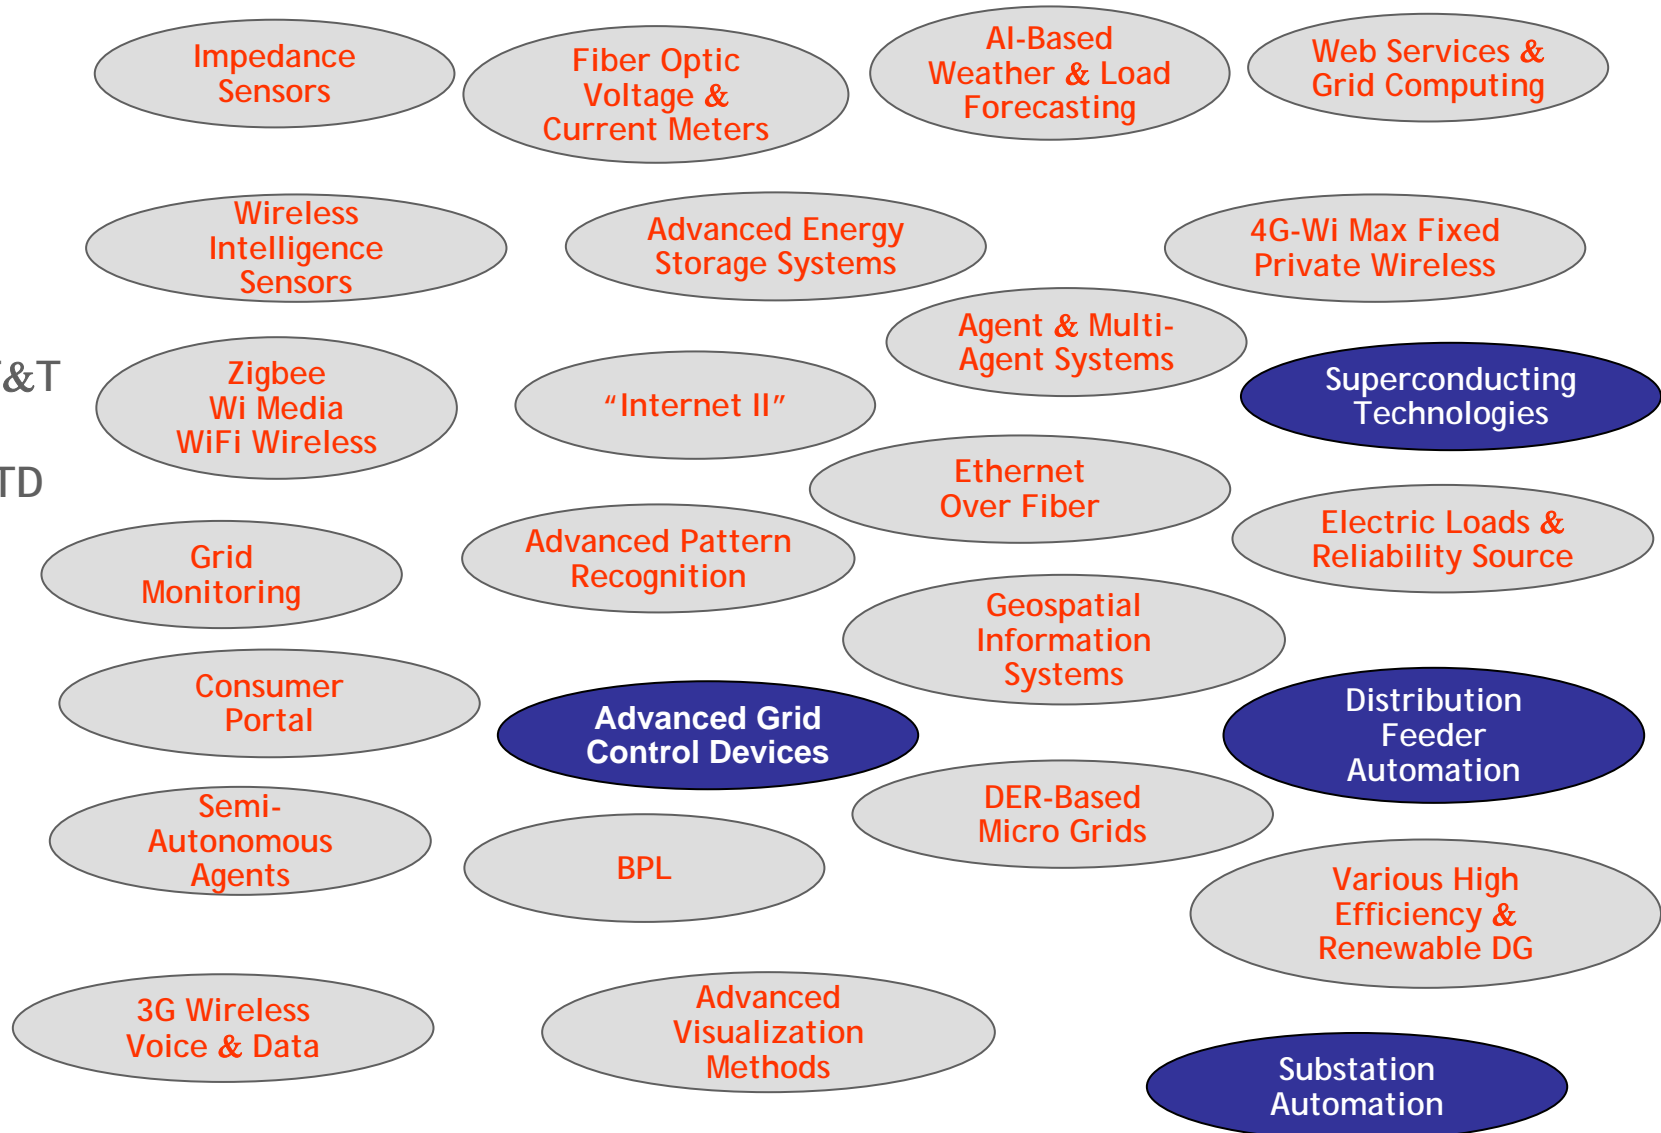 Impedance
Sensors
Fiber Optic
Voltage &
Current Meters
AI-Based
Weather & Load
Forecasting
Web Services &
Grid Computing
Wireless
Intelligence
Sensors
Advanced Energy
Storage Systems
4G-Wi Max Fixed
Private Wireless
Agent & Multi-
Agent Systems
&T
Zigbee
Wi Media
WiFi Wireless
“Internet II”
Superconducting
Technologies
TD
Ethernet
Over Fiber
Electric Loads &
Reliability Source
Grid
Monitoring
Advanced Pattern
Recognition
Geospatial
Information
Systems
Consumer
Portal
Advanced Grid
Control Devices
Distribution
Feeder
Automation
Semi-
Autonomous
Agents
BPL
DER-Based
Micro Grids
Various High
Efficiency &
Renewable DG
3G Wireless
Voice & Data
Advanced
Visualization
Methods
Substation
Automation